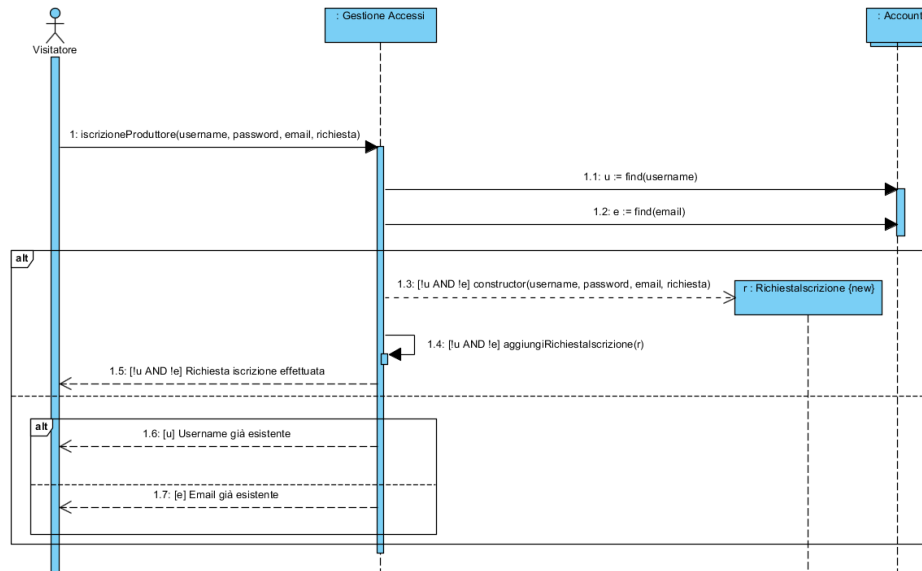 : Gestione Accessi
: Account
Visitatore
1: iscrizioneProduttore(username, password, email, richiesta)
1.1: u := find(username)
1.2: e := find(email)
alt
1.3: [!u AND !e] constructor(username, password, email, richiesta)
r : RichiestaIscrizione {new}
1.4: [!u AND !e] aggiungiRichiestaIscrizione(r)
1.5: [!u AND !e] Richiesta iscrizione effettuata
alt
1.6: [u] Username già esistente
1.7: [e] Email già esistente